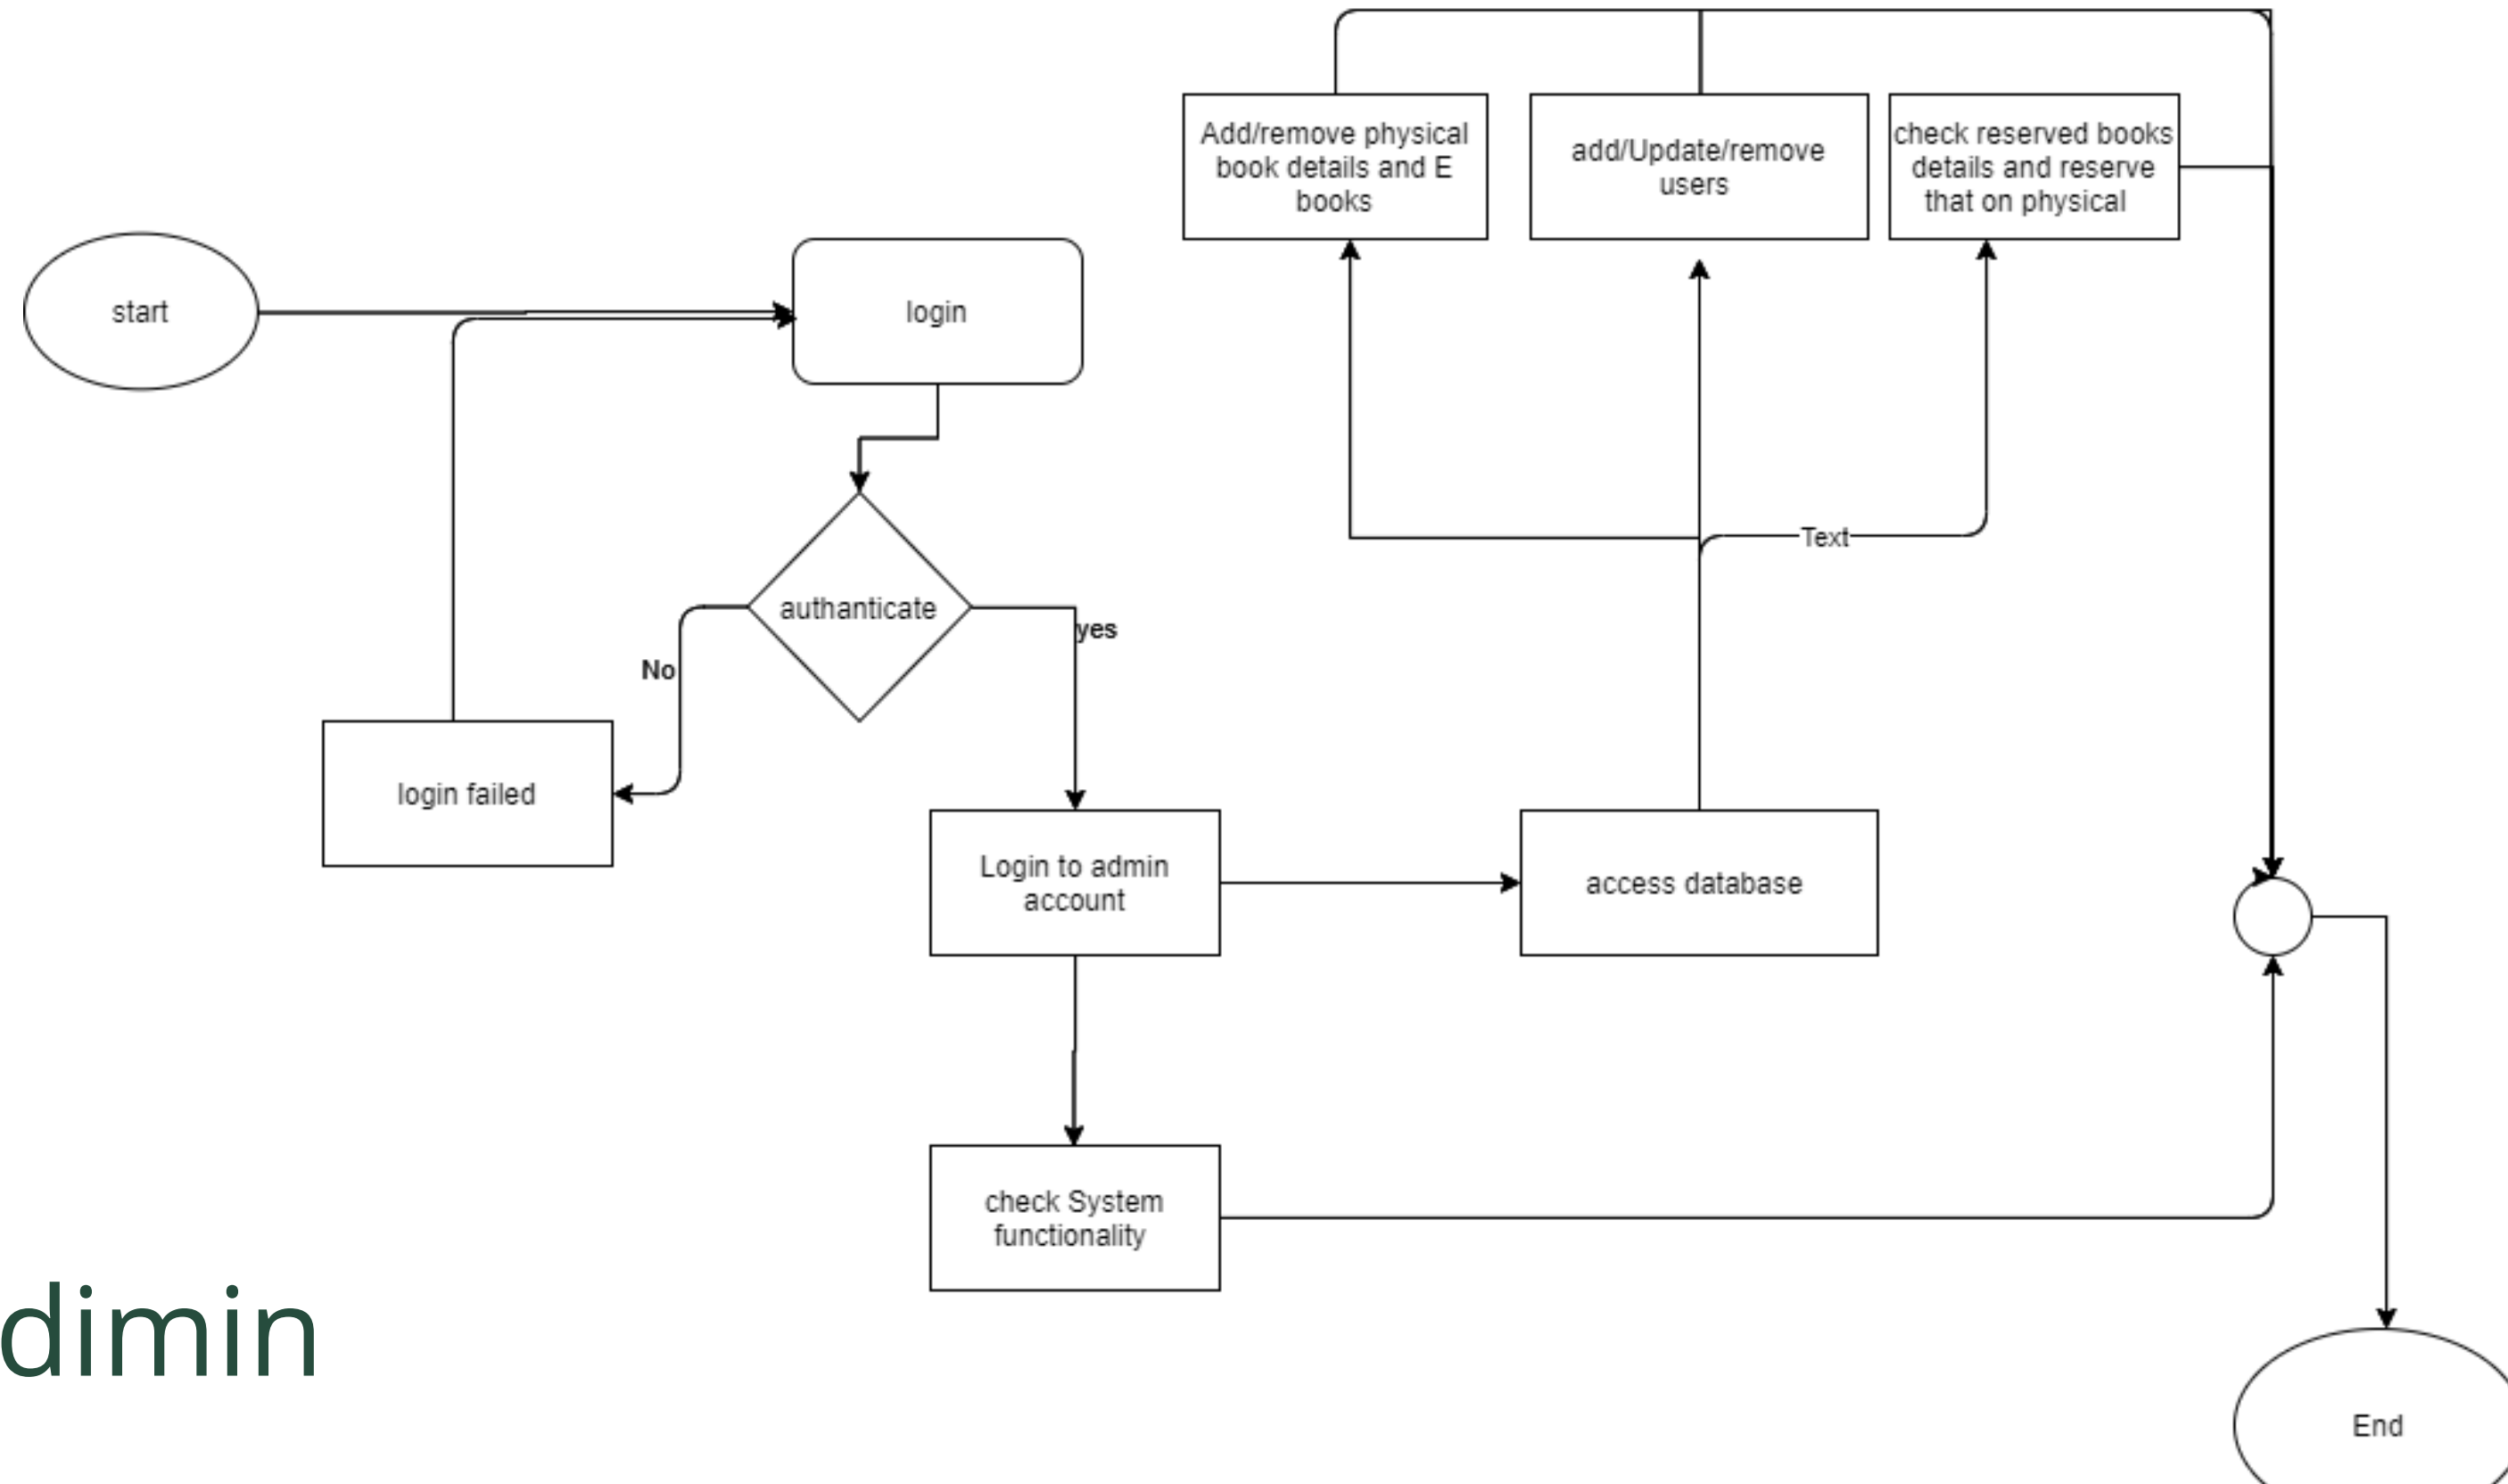 Add/remove physical
book details and E
books
add/Update/remove
users
check reserved books
details and reserve
that on physical
start
login
Text
authanticate
yes
No
login failed
Login to admin
account
access database
check System
functionality
dimin
End